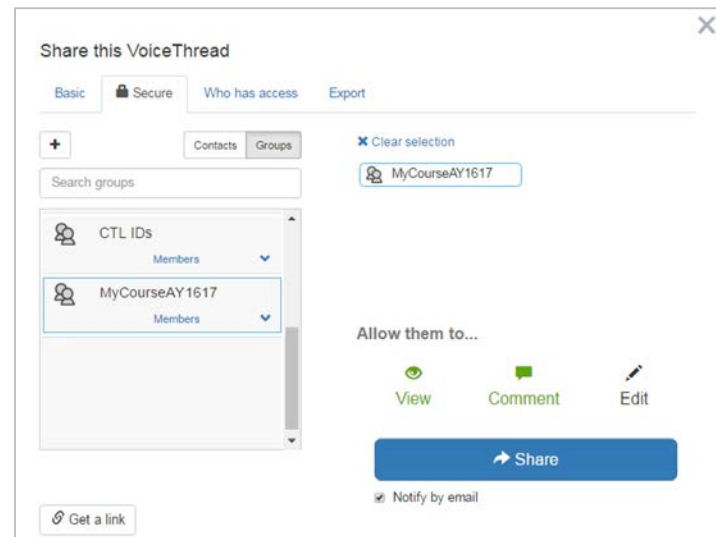 Share this VoiceThread
Basic Secure Who has access Export
Contacts Groups
Search groups
CTL IDs
Members
MyCourseAY1617
Members
Get a link
Clear selection
MyCourseAY1617
Allow them to...
View Comment Edit
Share
Notify by email